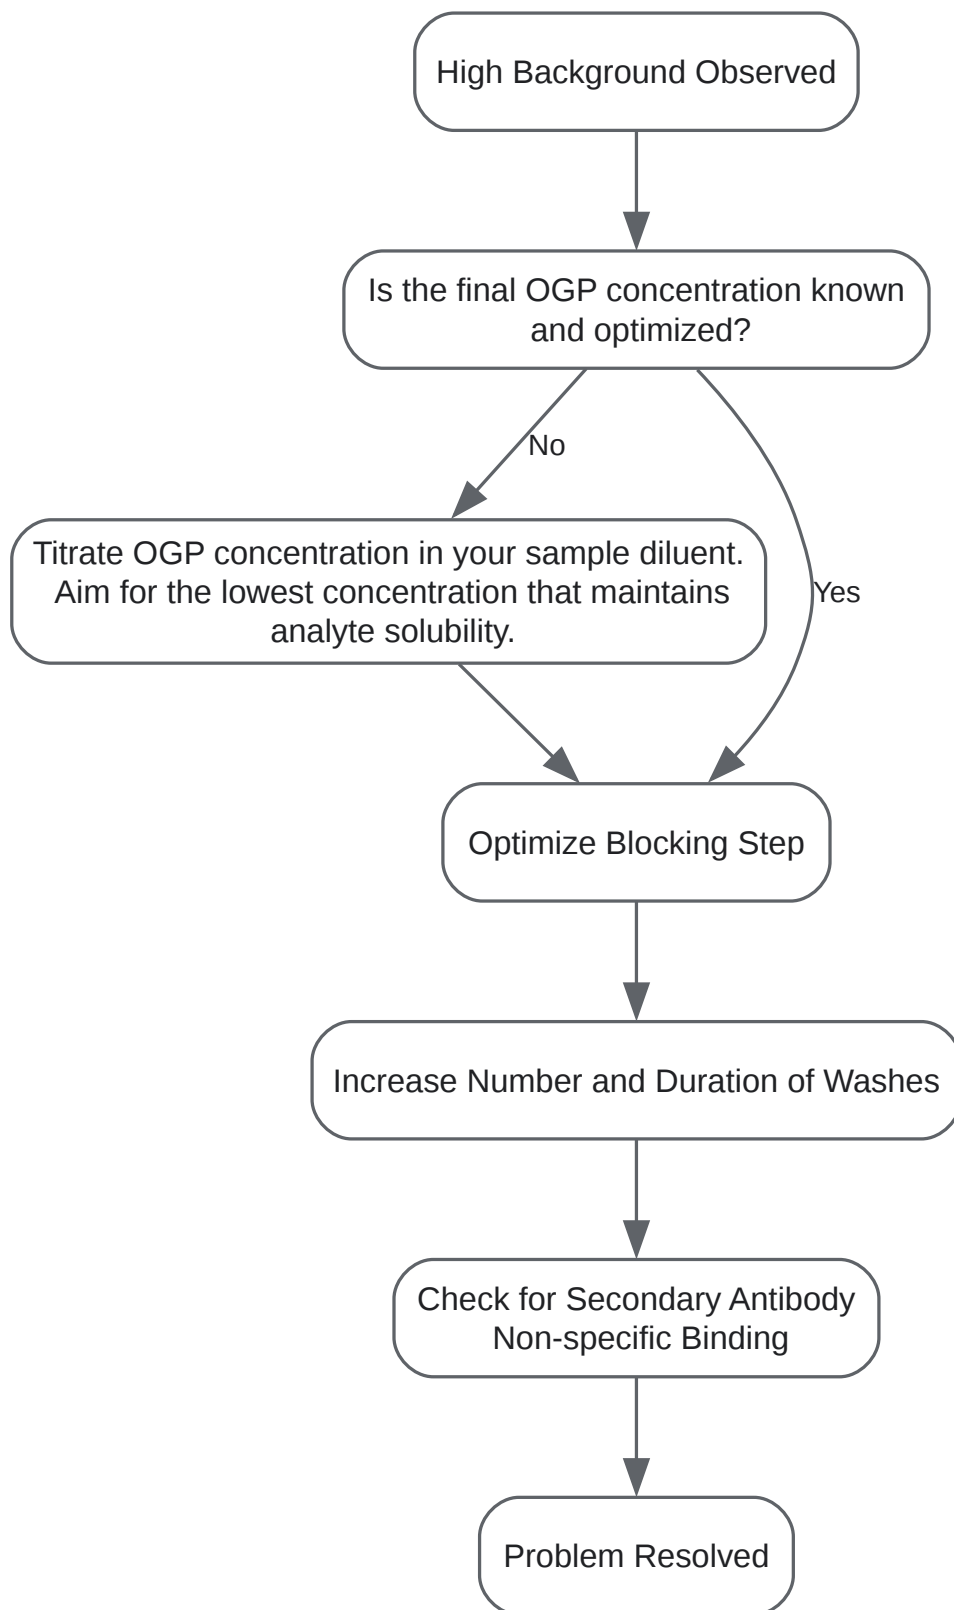 High Background Observed
Is the final OGP concentration known
and optimized?
No
Titrate OGP concentration in your sample diluent.
Aim for the lowest concentration that maintains
analyte solubility.
Yes
Optimize Blocking Step
Increase Number and Duration of Washes
Check for Secondary Antibody
Non-specific Binding
Problem Resolved